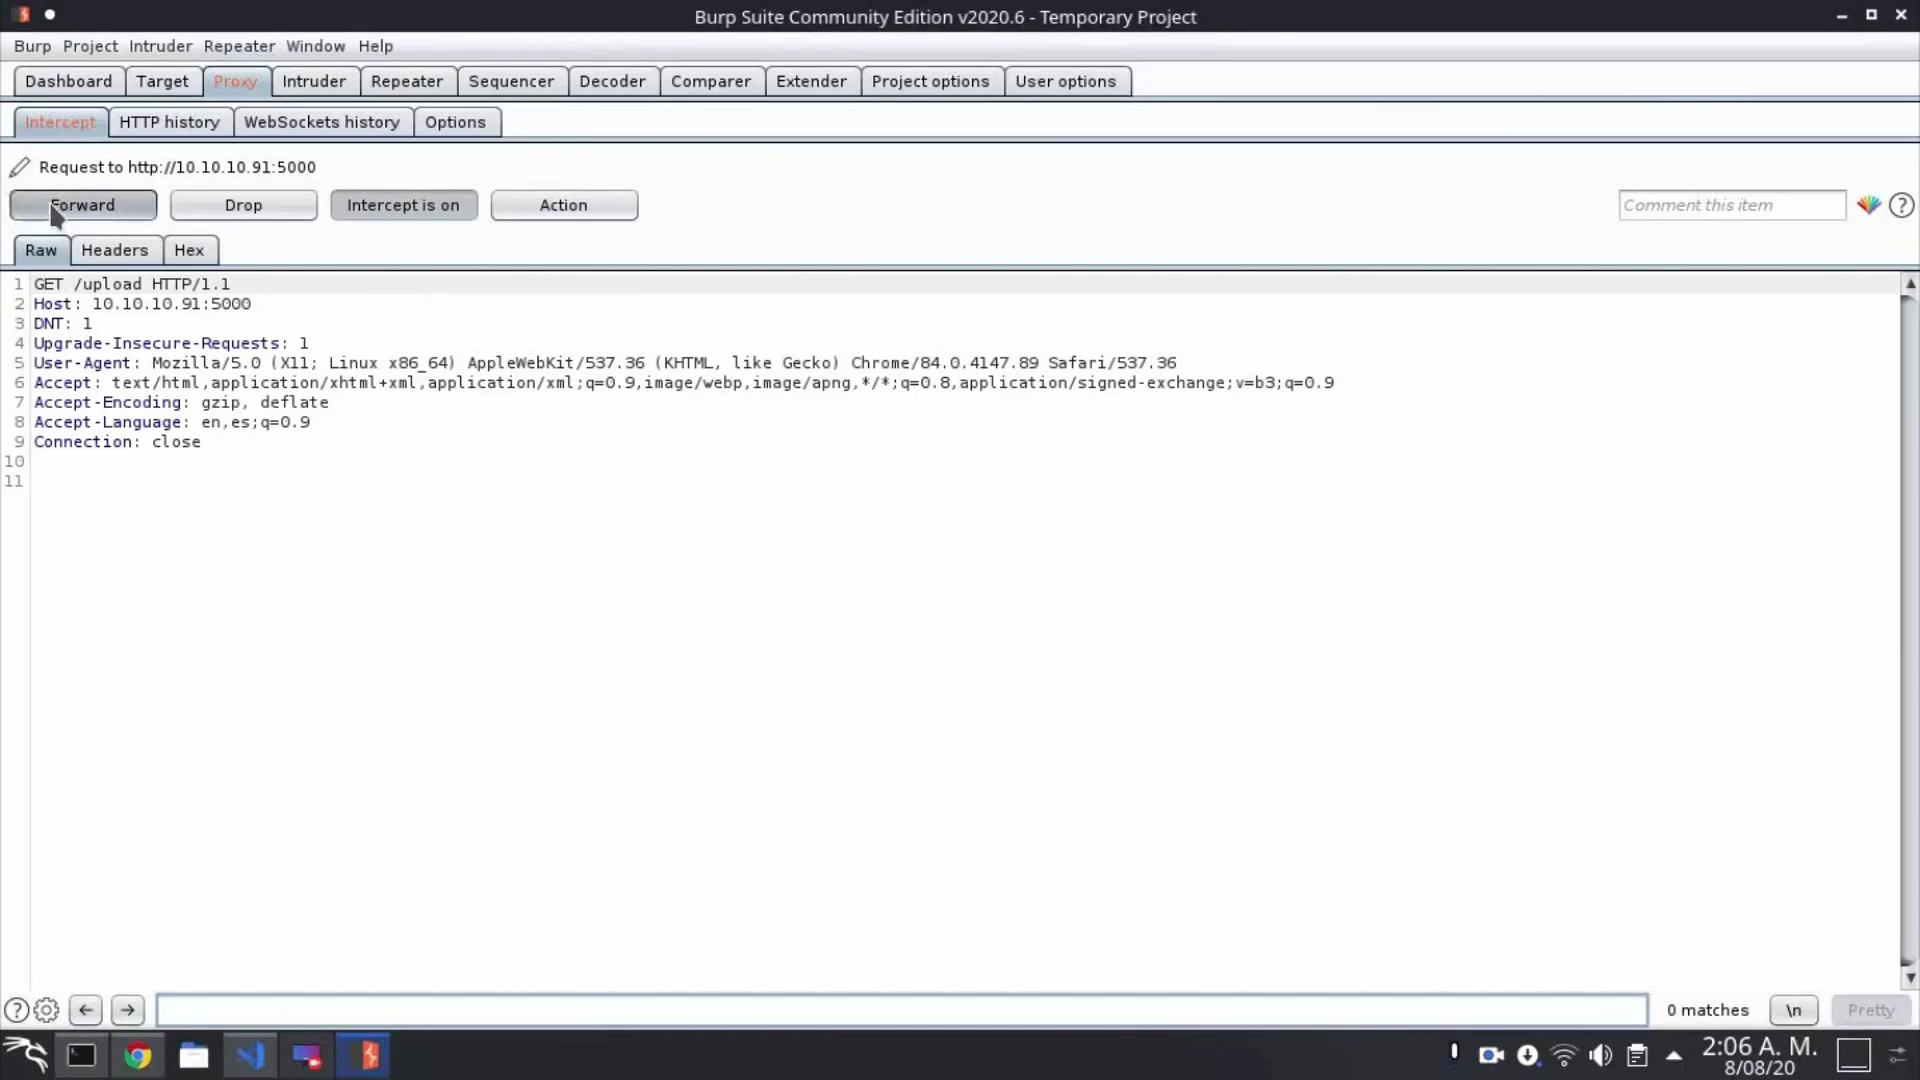 Burp Suite Community Edition v2020.6 - Temporary Project
Burp Project Intruder Repeater Window Help
Dashboard Target Proxy Intruder Repeater Sequencer Decoder Comparer Extender Project options User options
Intercept HTTP history WebSockets history Options
Request to http://10.10.10.91:5000
Forward Drop Intercept is on Action Comment this item ?
Raw Headers Hex
1 GET /upload HTTP/1.1
2 Host: 10.10.10.91:5000
3 DNT: 1
4 Upgrade-Insecure-Requests: 1
5 User-Agent: Mozilla/5.0 (X11; Linux x86_64) AppleWebKit/537.36 (KHTML, like Gecko) Chrome/84.0.4147.89 Safari/537.36
6 Accept: text/html,application/xhtml+xml,application/xml;q=0.9,image/webp,image/apng,*/*;q=0.8,application/signed-exchange;v=b3;q=0.9
7 Accept-Encoding: gzip, deflate
8 Accept-Language: en,es;q=0.9
9 Connection: close
10
11
? 0 matches \n Pretty
2:06 A. M.
8/08/20